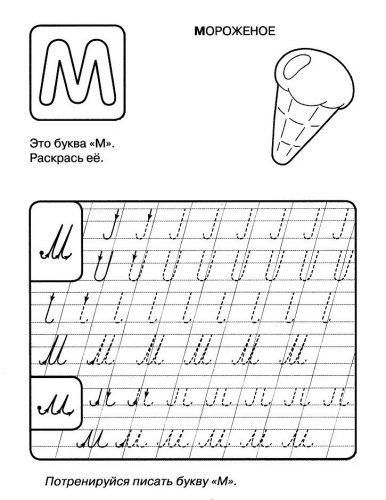 М
МОРОЖЕНОЕ
Это буква «М».
Раскрась её.
М
М М М М М
м
м м м м м м
Потренируйся писать букву «М».